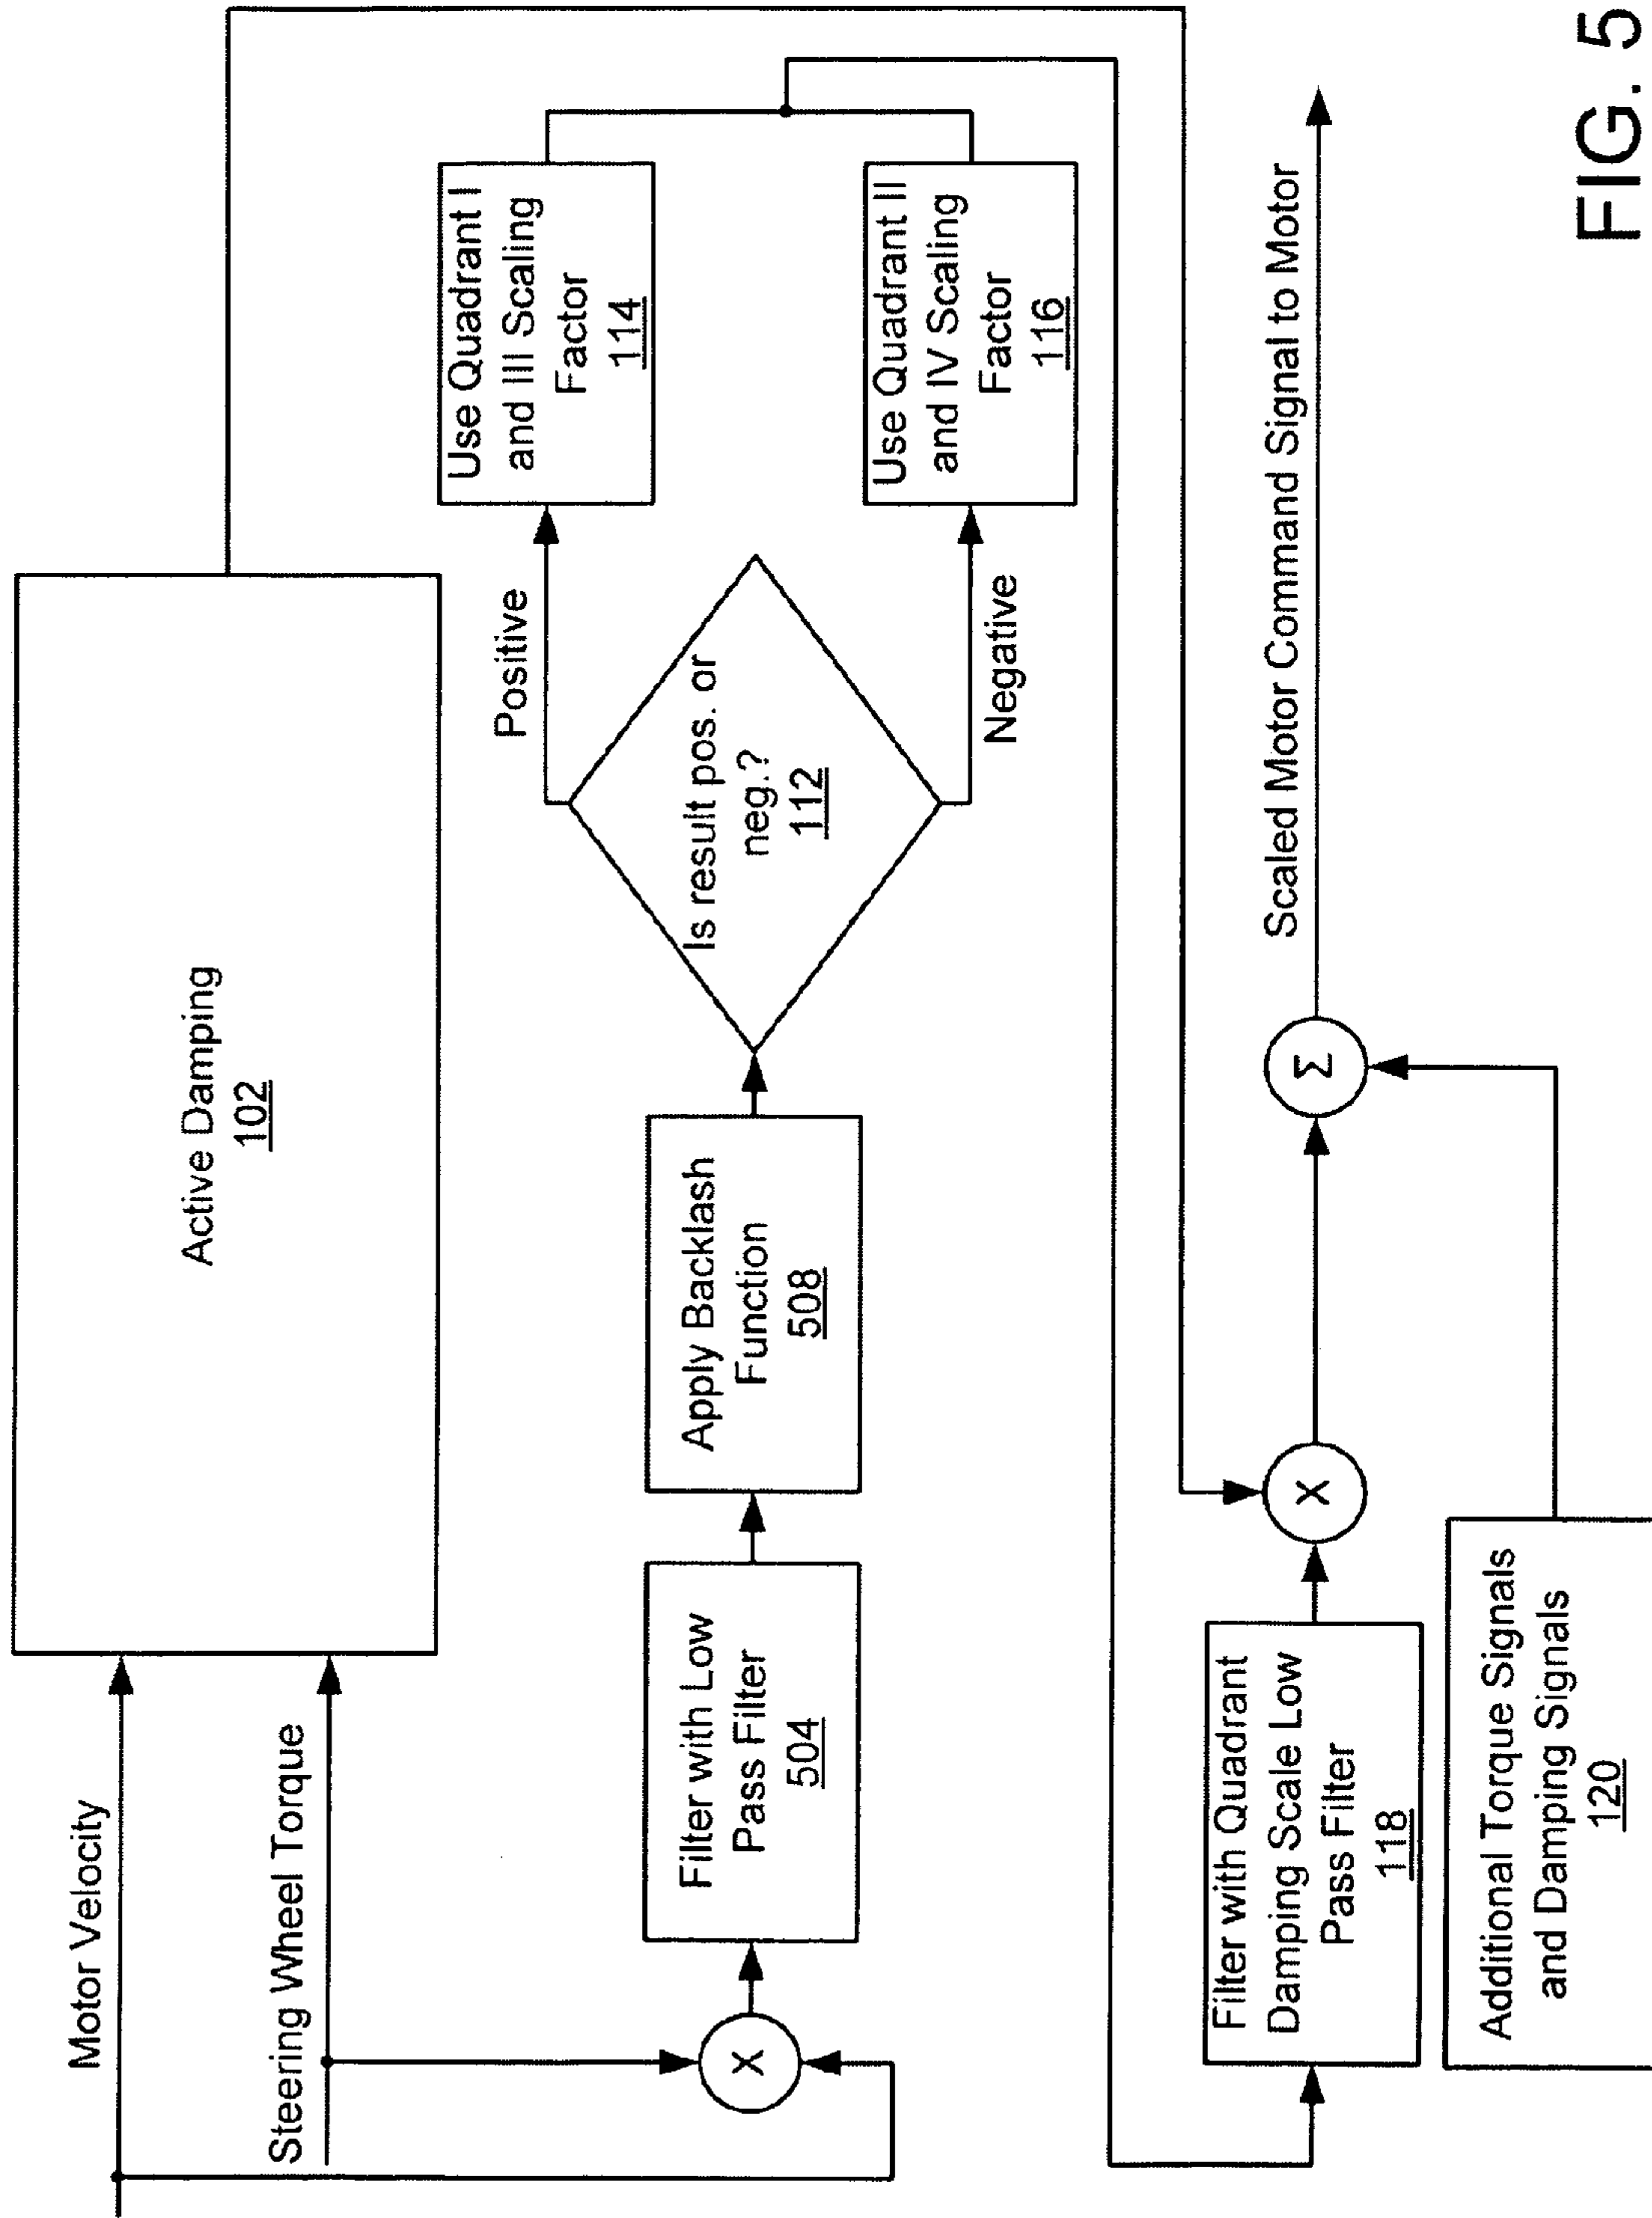 Motor Velocity
Steering Wheel Torque
Active Damping
102
X
Filter with Low
Pass Filter
504
Apply Backlash
Function
508
Is result pos. or
neg.?
112
Positive
Negative
Use Quadrant I
and III Scaling
Factor
114
Use Quadrant II
and IV Scaling
Factor
116
Filter with Quadrant
Damping Scale Low
Pass Filter
118
X
Σ
Scaled Motor Command Signal to Motor
Additional Torque Signals
and Damping Signals
120
FIG. 5